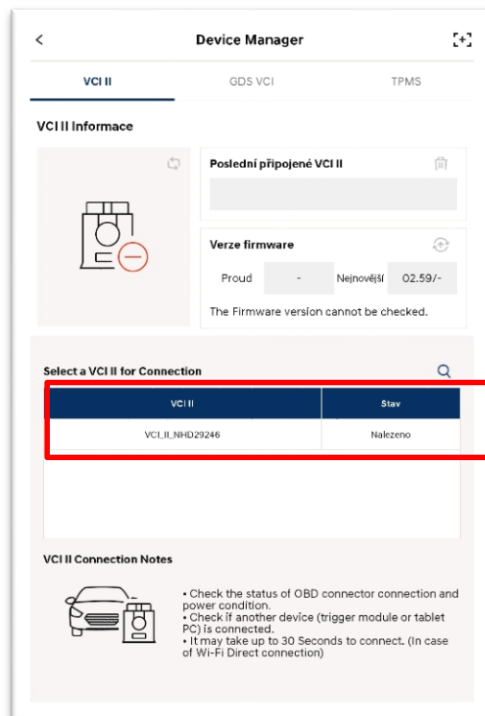 Device Manager
VCI II GDS VCI TPMS
VCI II Informace
Poslední připojené VCI II
Verze firmware
Proud - Nejnovější 02.59/-
The Firmware version cannot be checked.
Select a VCI II for Connection
VCI II Stav
VCI_II_NHD29246 Nalezeno
VCI II Connection Notes
• Check the status of OBD connector connection and
power condition.
• Check if another device (trigger module or tablet
PC) is connected.
• It may take up to 30 Seconds to connect. (In case
of Wi-Fi Direct connection)